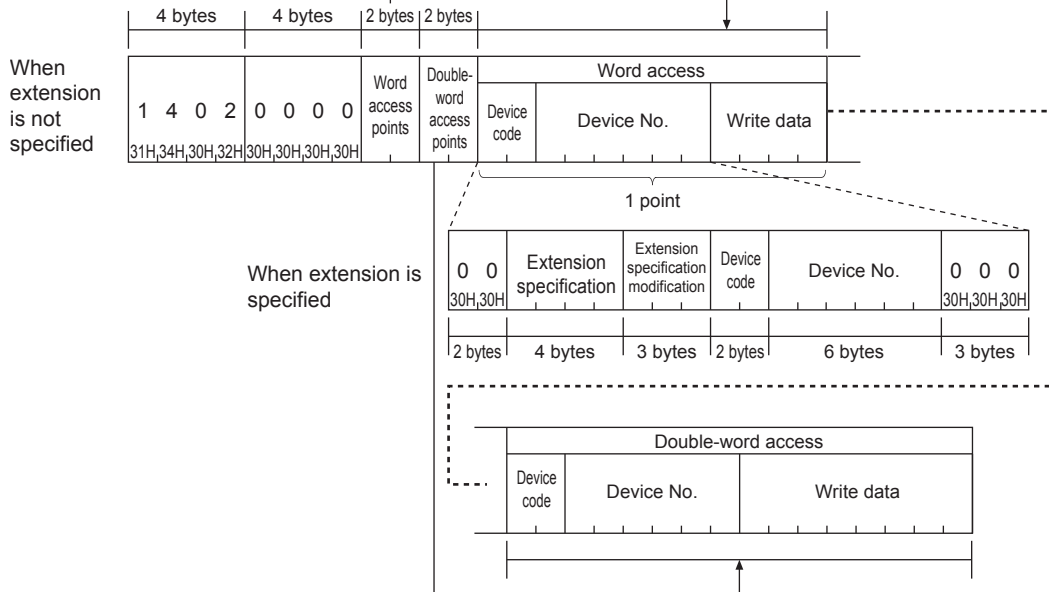 4 bytes 4 bytes 2 bytes 2 bytes
When
extension
is not
specified
1 4 0 2
31H,34H,30H,32H
0 0 0 0
30H,30H,30H,30H
Word
access
points
Double-
word
access
points
Word access
Device
code
Device No.
Write data
1 point
When extension is
specified
0 0
30H,30H
Extension
specification
Extension
specification
modification
Device
code
Device No.
0 0 0
30H,30H,30H
2 bytes 4 bytes 3 bytes 2 bytes 6 bytes 3 bytes
Double-word access
Device
code
Device No.
Write data